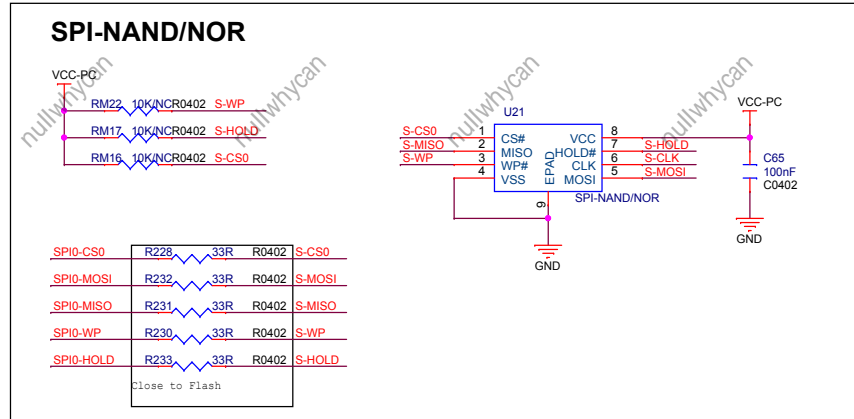 SPI-NAND/NOR
VCC-PC
RM22 10K/NC R0402 S-WP
RM17 10K/NC R0402 S-HOLD
RM16 10K/NC R0402 S-CS0
nullwhycan
nullwhycan
nullwhycan
nullwhycan
U21
S-CS0 1 CS# VCC 8
S-MISO 2 MISO HOLD# 7 S-HOLD
S-WP 3 WP# CLK 6 S-CLK
4 VSS MOSI 5 S-MOSI
EPAD
9
SPI-NAND/NOR
GND
VCC-PC
C65
100nF
C0402
GND
SPI0-CS0 R228 33R R0402 S-CS0
SPI0-MOSI R232 33R R0402 S-MOSI
SPI0-MISO R231 33R R0402 S-MISO
SPI0-WP R230 33R R0402 S-WP
SPI0-HOLD R233 33R R0402 S-HOLD
Close to Flash